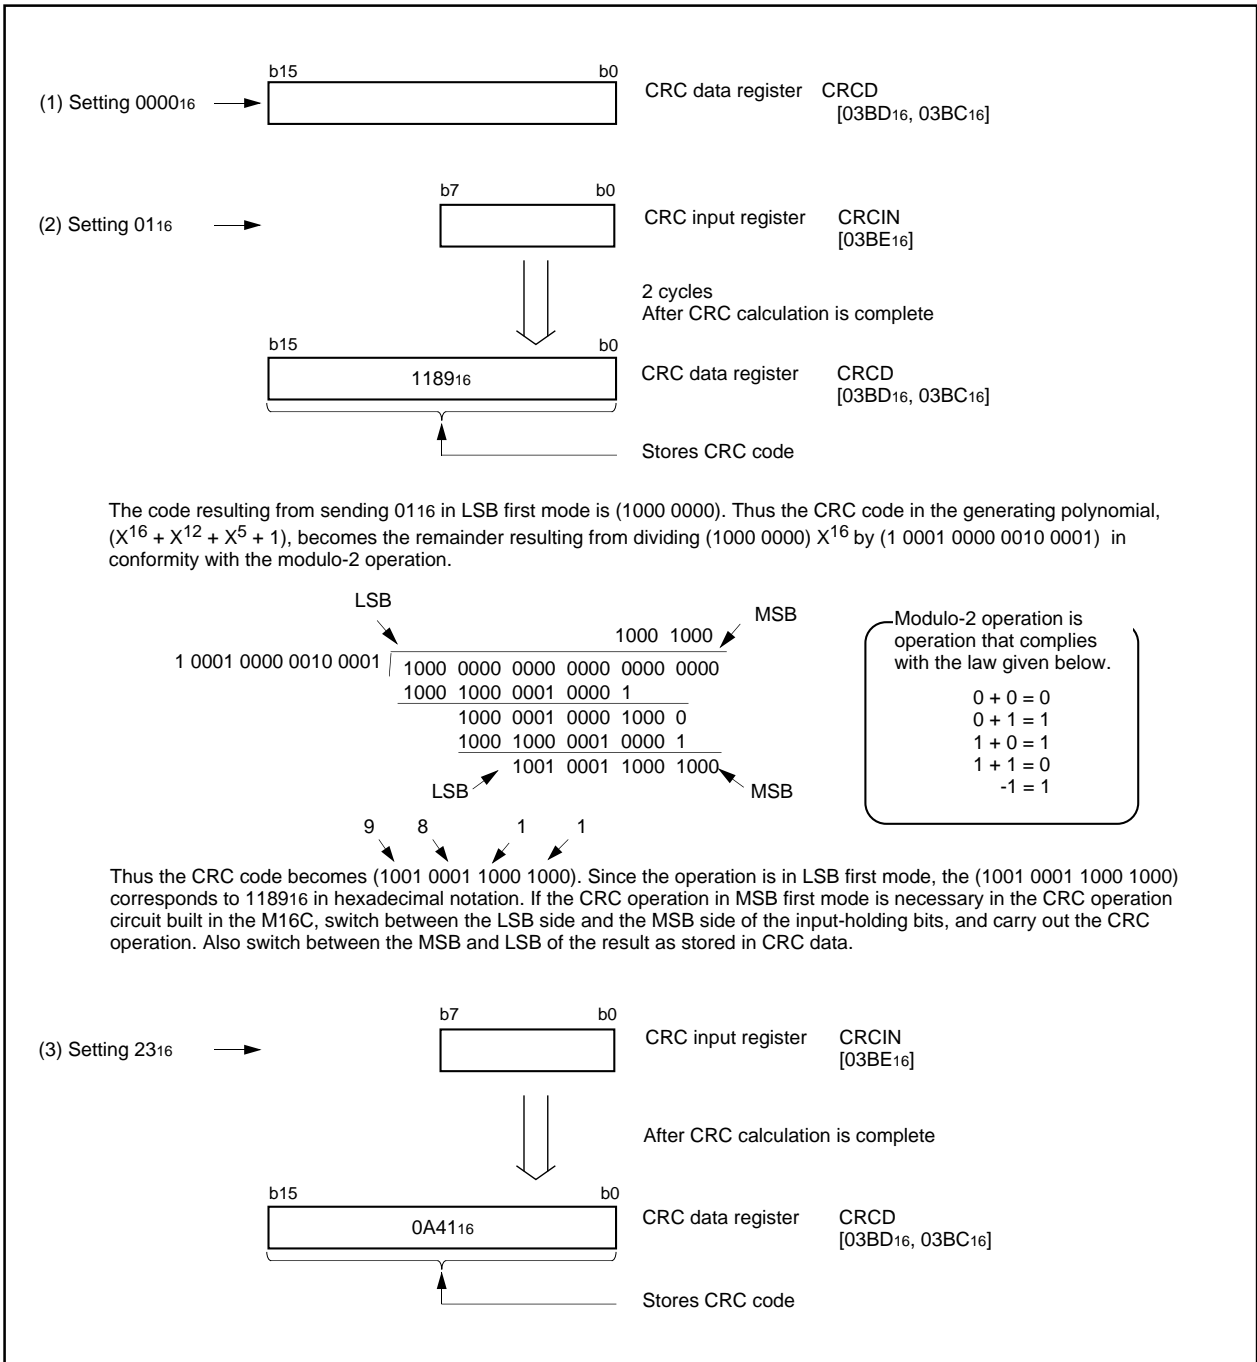 b15 b0
(1) Setting 000016 CRC data register CRCD
[03BD16, 03BC16]
b7 b0
(2) Setting 0116 CRC input register CRCIN
[03BE16]
2 cycles
After CRC calculation is complete
b15 b0
118916 CRC data register CRCD
[03BD16, 03BC16]
Stores CRC code
The code resulting from sending 0116 in LSB first mode is (1000 0000). Thus the CRC code in the generating polynomial,
(X16 + X12 + X5 + 1), becomes the remainder resulting from dividing (1000 0000) X16 by (1 0001 0000 0010 0001) in
conformity with the modulo-2 operation.
LSB MSB
1000 1000
1 0001 0000 0010 0001 1000 0000 0000 0000 0000 0000
1000 1000 0001 0000 1
1000 0001 0000 1000 0
1000 1000 0001 0000 1
1001 0001 1000 1000
LSB MSB
Modulo-2 operation is
operation that complies
with the law given below.
0 + 0 = 0
0 + 1 = 1
1 + 0 = 1
1 + 1 = 0
-1 = 1
9 8 1 1
Thus the CRC code becomes (1001 0001 1000 1000). Since the operation is in LSB first mode, the (1001 0001 1000 1000)
corresponds to 118916 in hexadecimal notation. If the CRC operation in MSB first mode is necessary in the CRC operation
circuit built in the M16C, switch between the LSB side and the MSB side of the input-holding bits, and carry out the CRC
operation. Also switch between the MSB and LSB of the result as stored in CRC data.
b7 b0
(3) Setting 2316 CRC input register CRCIN
[03BE16]
After CRC calculation is complete
b15 b0
0A4116 CRC data register CRCD
[03BD16, 03BC16]
Stores CRC code